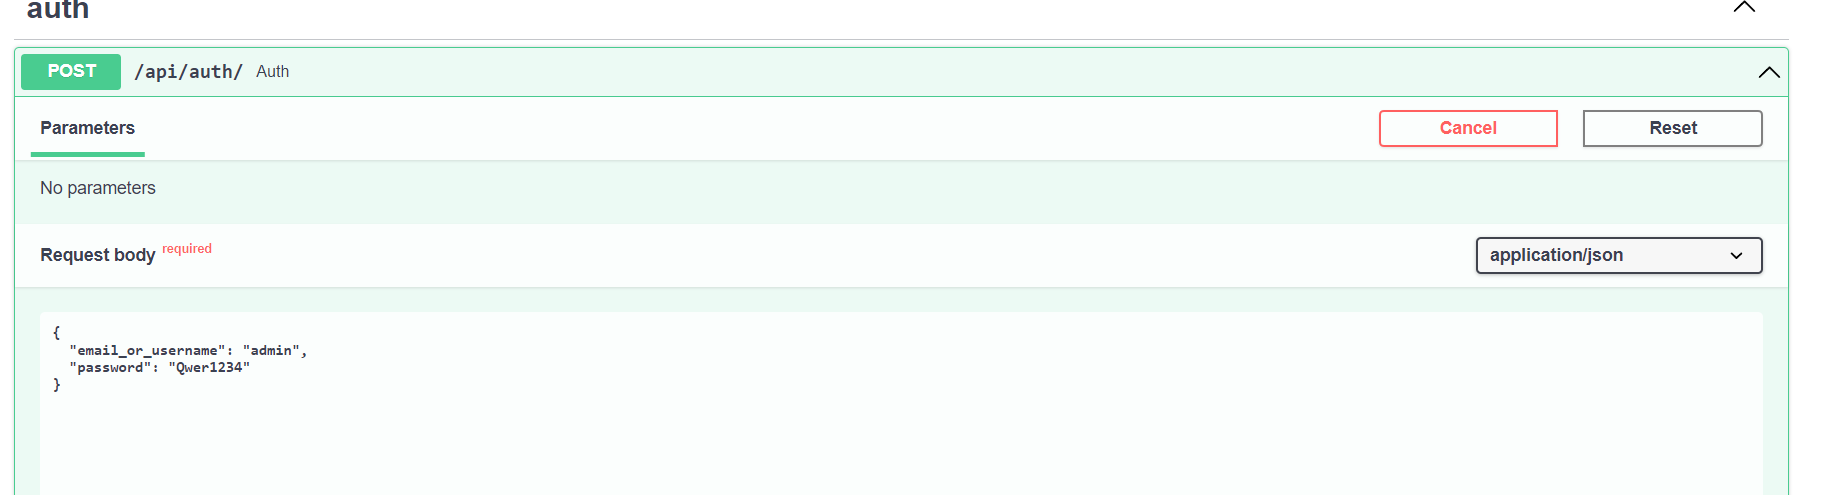 auth
POST /api/auth/ Auth
Parameters Cancel Reset
No parameters
Request body required application/json
{
  "email_or_username": "admin",
  "password": "Qwer1234"
}